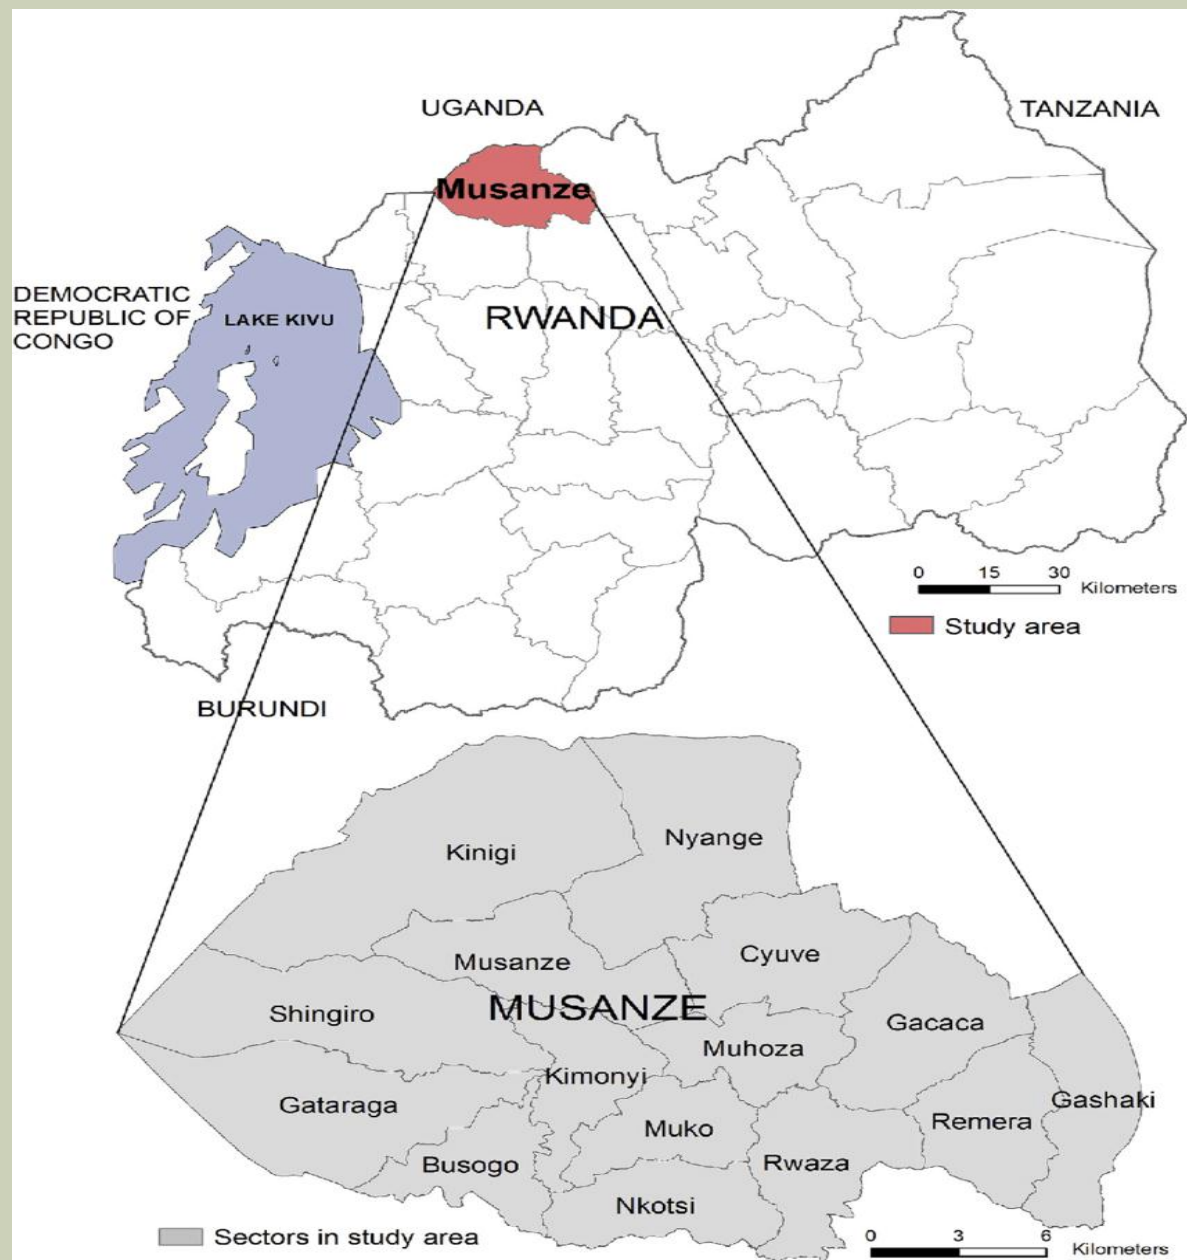 UGANDA
TANZANIA
Musanze
DEMOCRATIC
REPUBLIC OF
CONGO
LAKE KIVU
RWANDA
0 15 30
Kilometers
Study area
BURUNDI
Kinigi
Nyange
Musanze
Cyuve
Shingiro
MUSANZE
Gacaca
Muhoza
Kimonyi
Gataraga
Gashaki
Remera
Muko
Busogo
Rwaza
Nkotsi
Sectors in study area
0 3 6
Kilometers